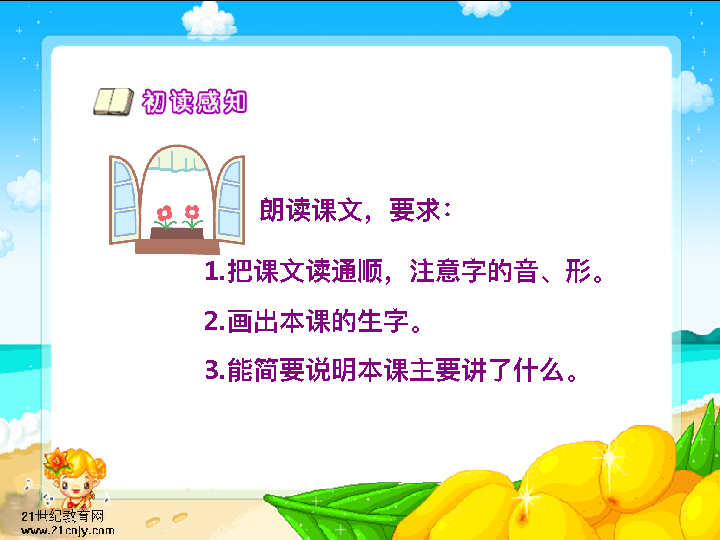 初读感知
朗读课文，要求：
1.把课文读通顺，注意字的音、形。
2.画出本课的生字。
3.能简要说明本课主要讲了什么。
21世纪教育网
www.21cnjy.com